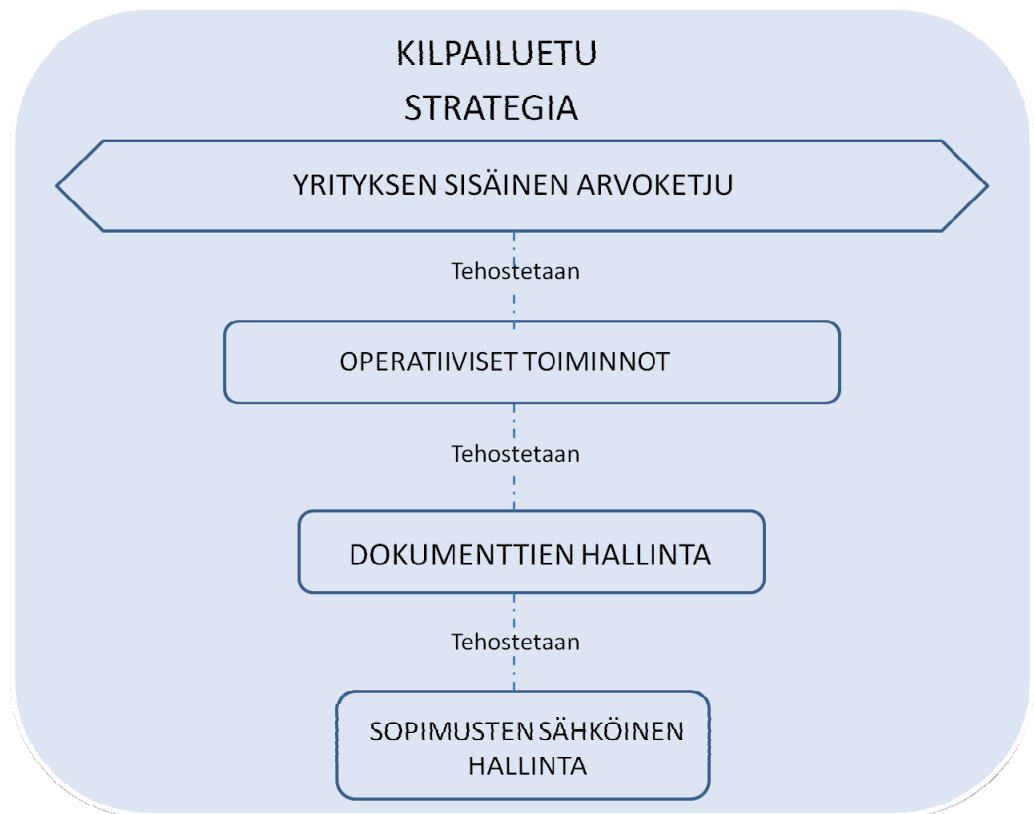 KILPAILUETU
STRATEGIA
YRITYKSEN SISÄINEN ARVOKETJU
Tehostetaan
OPERATIIVISET TOIMINNOT
Tehostetaan
DOKUMENTTIEN HALLINTA
Tehostetaan
SOPIMUSTEN SÄHKÖINEN
HALLINTA